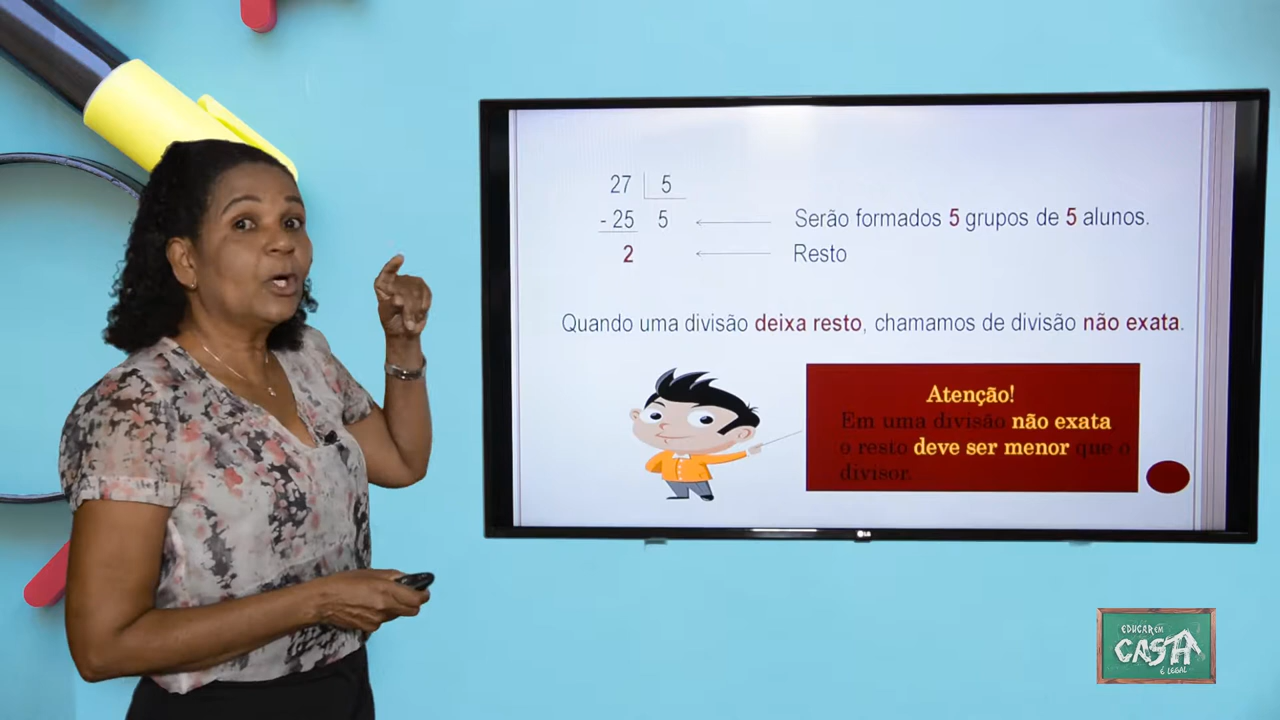 27 5
- 25 5 Serão formados 5 grupos de 5 alunos.
2 Resto
Quando uma divisão deixa resto, chamamos de divisão não exata.
Atenção!
Em uma divisão não exata
o resto deve ser menor que o
divisor.
LG
EDUCAR EM
CASA
É LEGAL